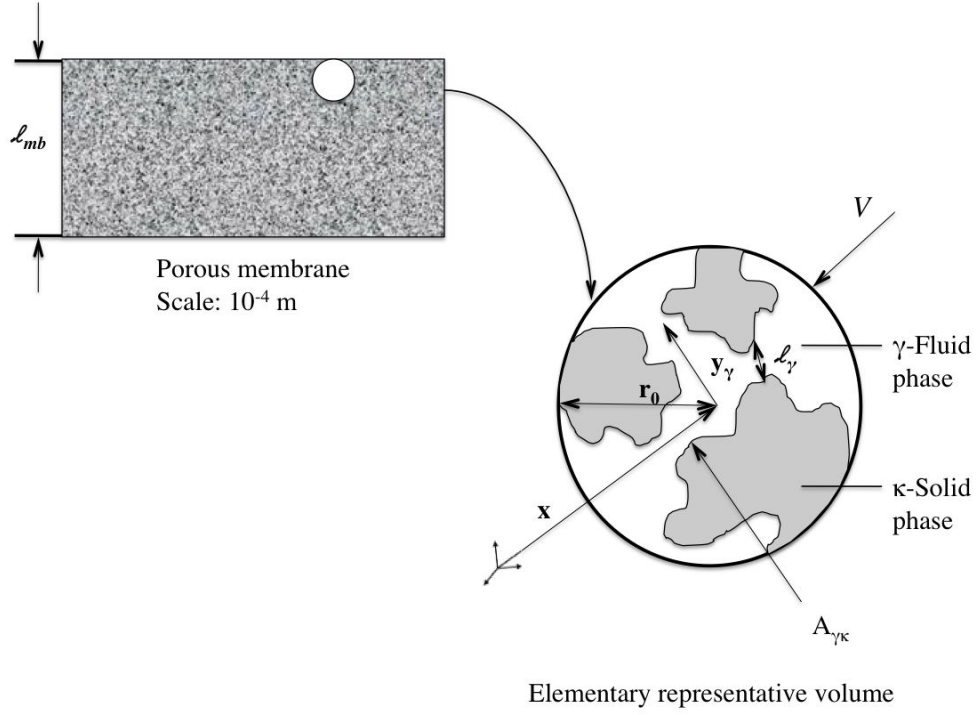 ℓmb
Porous membrane
Scale: 10⁻⁴ m
V
γ-Fluid
phase
ℓγ
yγ
r₀
κ-Solid
phase
x
Aγκ
Elementary representative volume